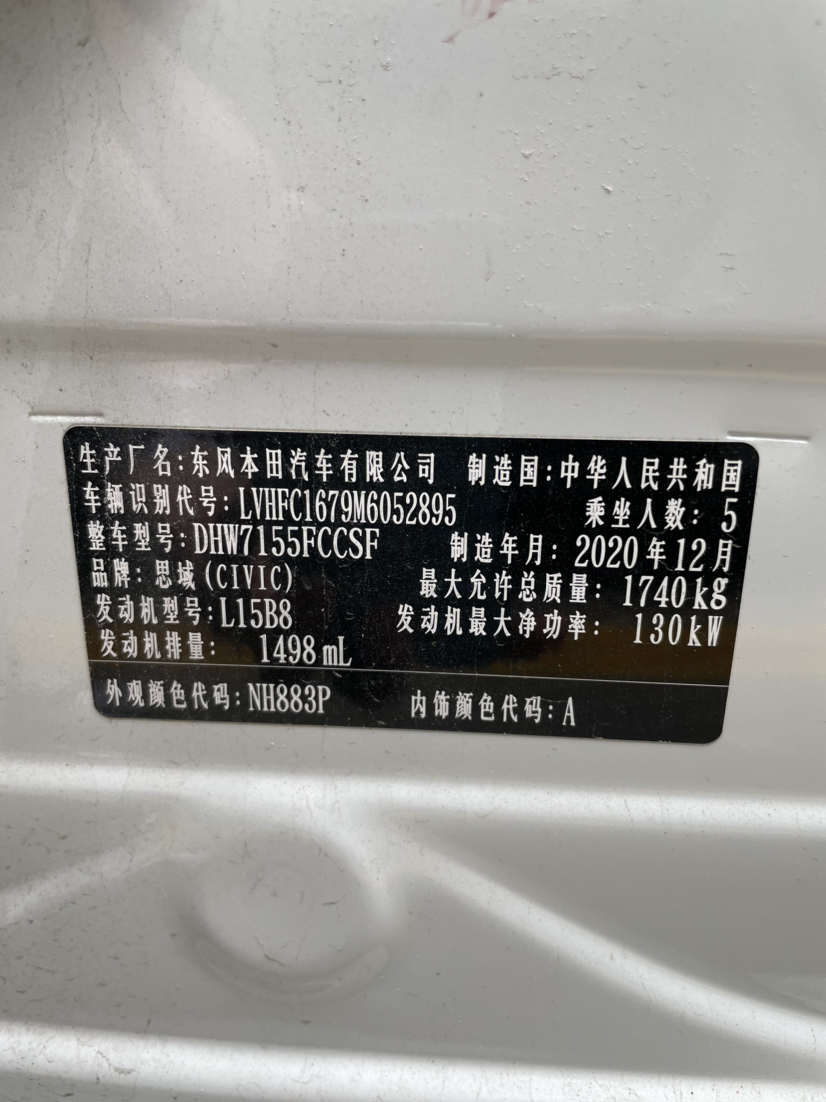 生产厂名:东风本田汽车有限公司 制造国:中华人民共和国
车辆识别代号:LVHFC1679M6052895 乘坐人数:5
整车型号:DHW7155FCCSF 制造年月:2020年12月
品牌:思域(CIVIC) 最大允许总质量:1740kg
发动机型号:L15B8 发动机最大净功率:130kW
发动机排量:1498mL
外观颜色代码:NH883P 内饰颜色代码:A